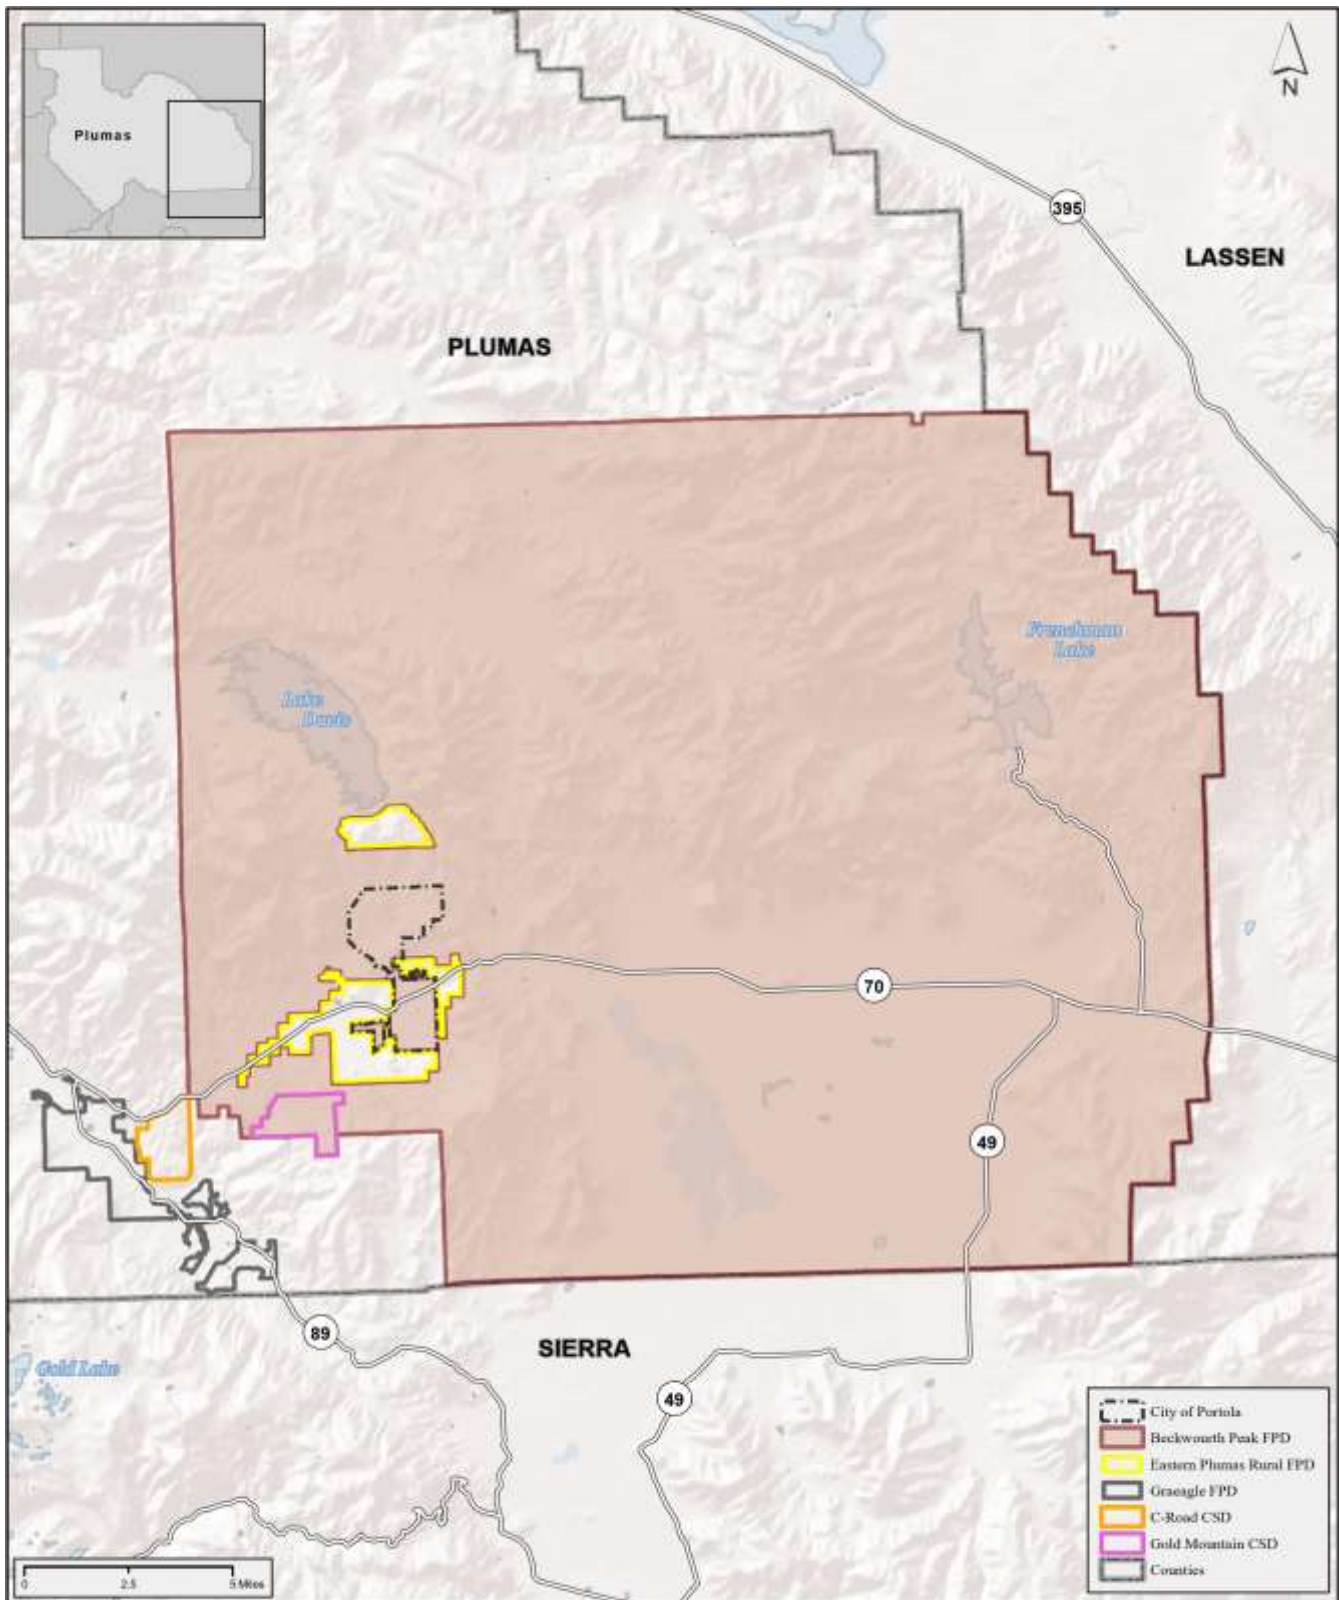 Plumas
N
395
LASSEN
PLUMAS
Frenchman
Lake
Lake
Davis
70
49
89
SIERRA
Gold Lake
49
City of Portola
Beckwourth Peak FPD
Eastern Plumas Rural FPD
Graeagle FPD
C-Road CSD
Gold Mountain CSD
Counties
0 2.5 5 Miles